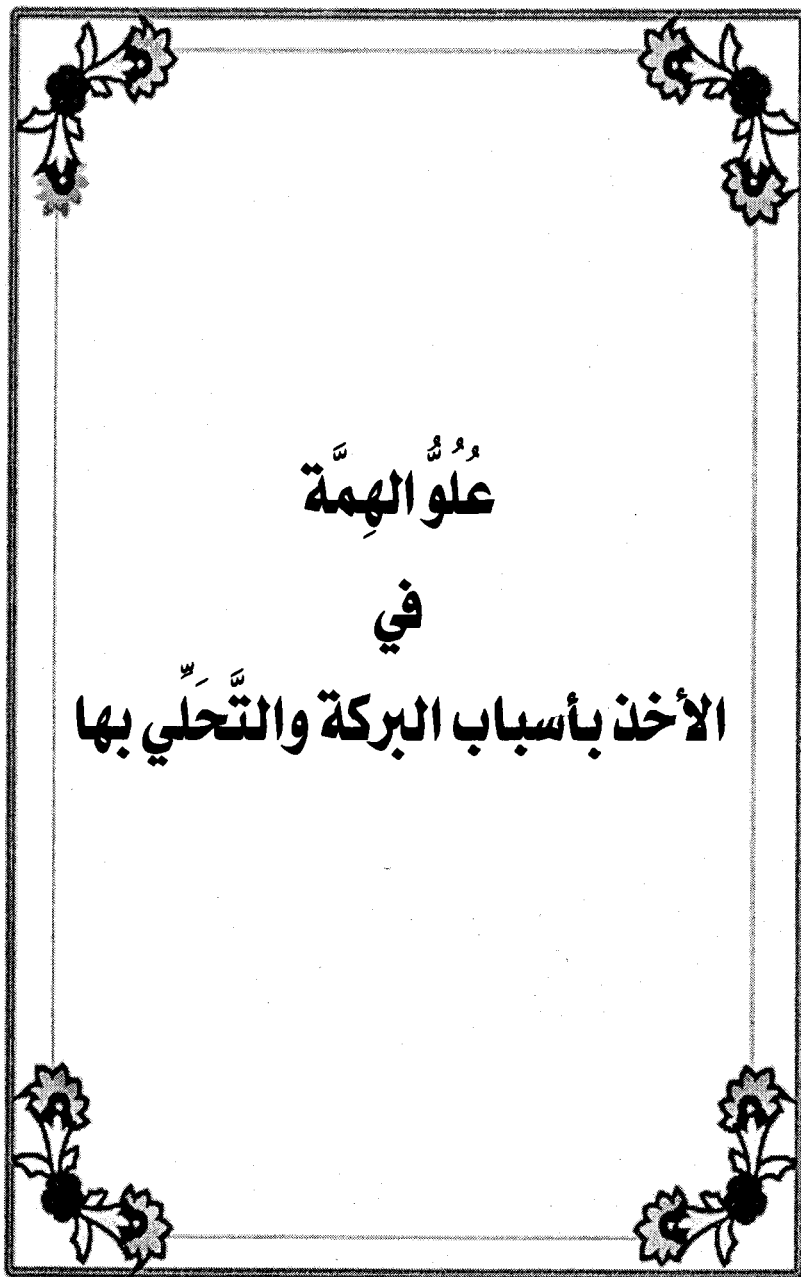 عُلُوُّ الهِمَّة
في
الأخذ بأسباب البركة والتَّحَلِّي بها